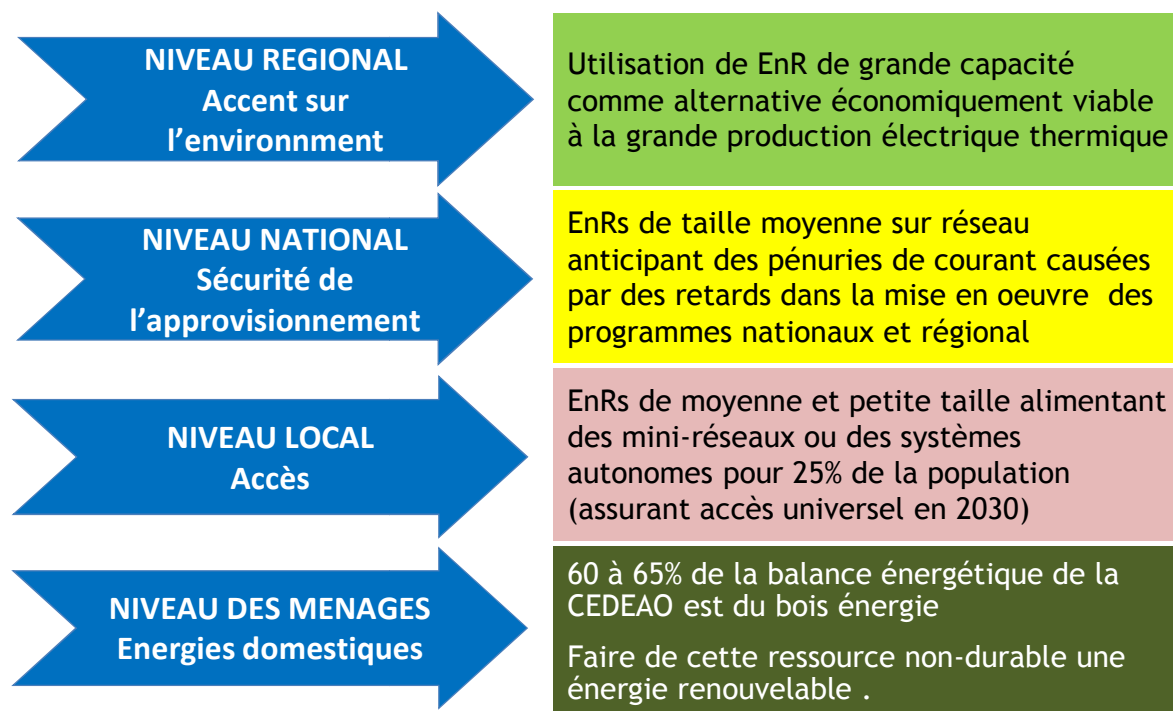 NIVEAU REGIONAL
Accent sur
l'environnment
Utilisation de EnR de grande capacité
comme alternative économiquement viable
à la grande production électrique thermique
NIVEAU NATIONAL
Sécurité de
l'approvisionnement
EnRs de taille moyenne sur réseau
anticipant des pénuries de courant causées
par des retards dans la mise en oeuvre des
programmes nationaux et régional
NIVEAU LOCAL
Accès
EnRs de moyenne et petite taille alimentant
des mini-réseaux ou des systèmes
autonomes pour 25% de la population
(assurant accès universel en 2030)
NIVEAU DES MENAGES
Energies domestiques
60 à 65% de la balance énergétique de la
CEDEAO est du bois énergie
Faire de cette ressource non-durable une
énergie renouvelable .